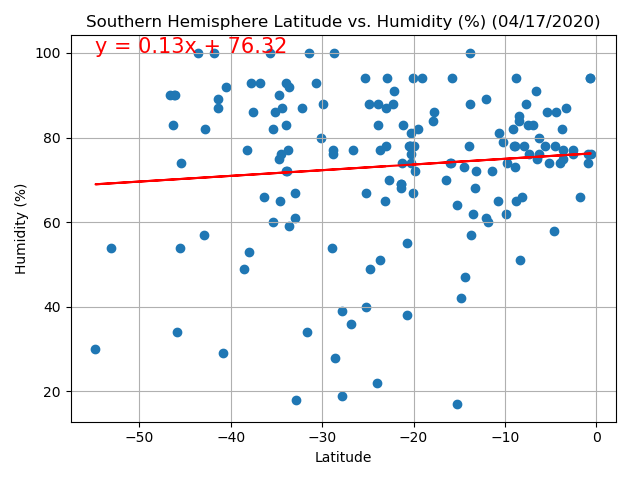 Southern Hemisphere Latitude vs. Humidity (%) (04/17/2020)
y = 0.13x + 76.32
100
80
60
40
20
Humidity (%)
−50 −40 −30 −20 −10 0
Latitude